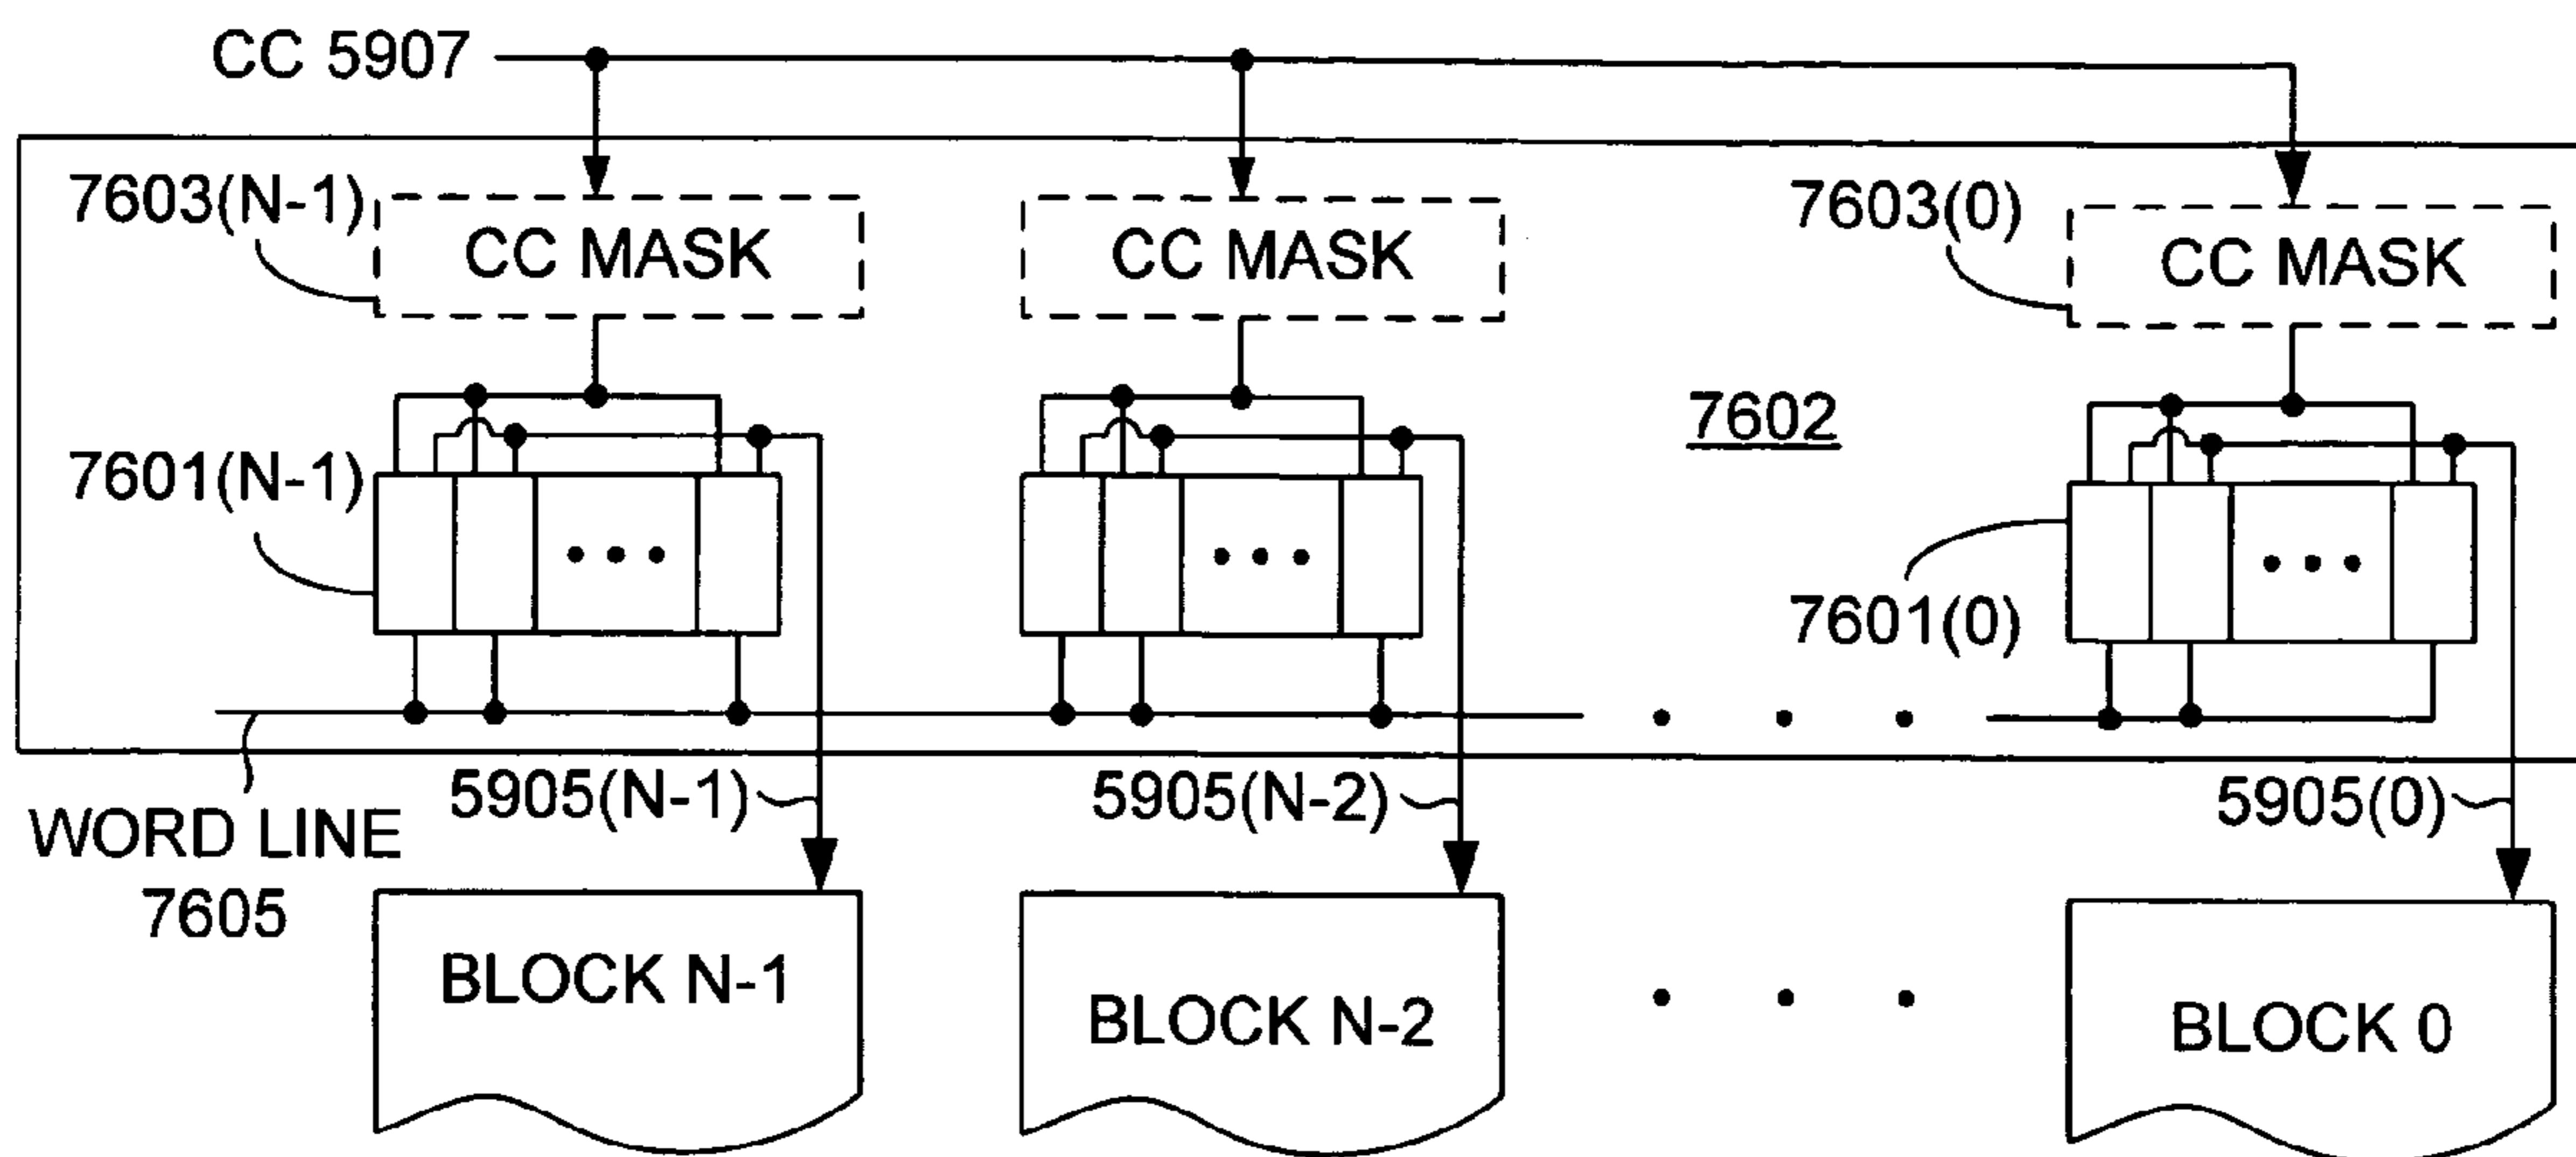 CC 5907
7603(N-1)
CC MASK
CC MASK
7603(0)
CC MASK
7602
7601(N-1)
7601(0)
WORD LINE
7605
5905(N-1)
5905(N-2)
5905(0)
BLOCK N-1
BLOCK N-2
BLOCK 0